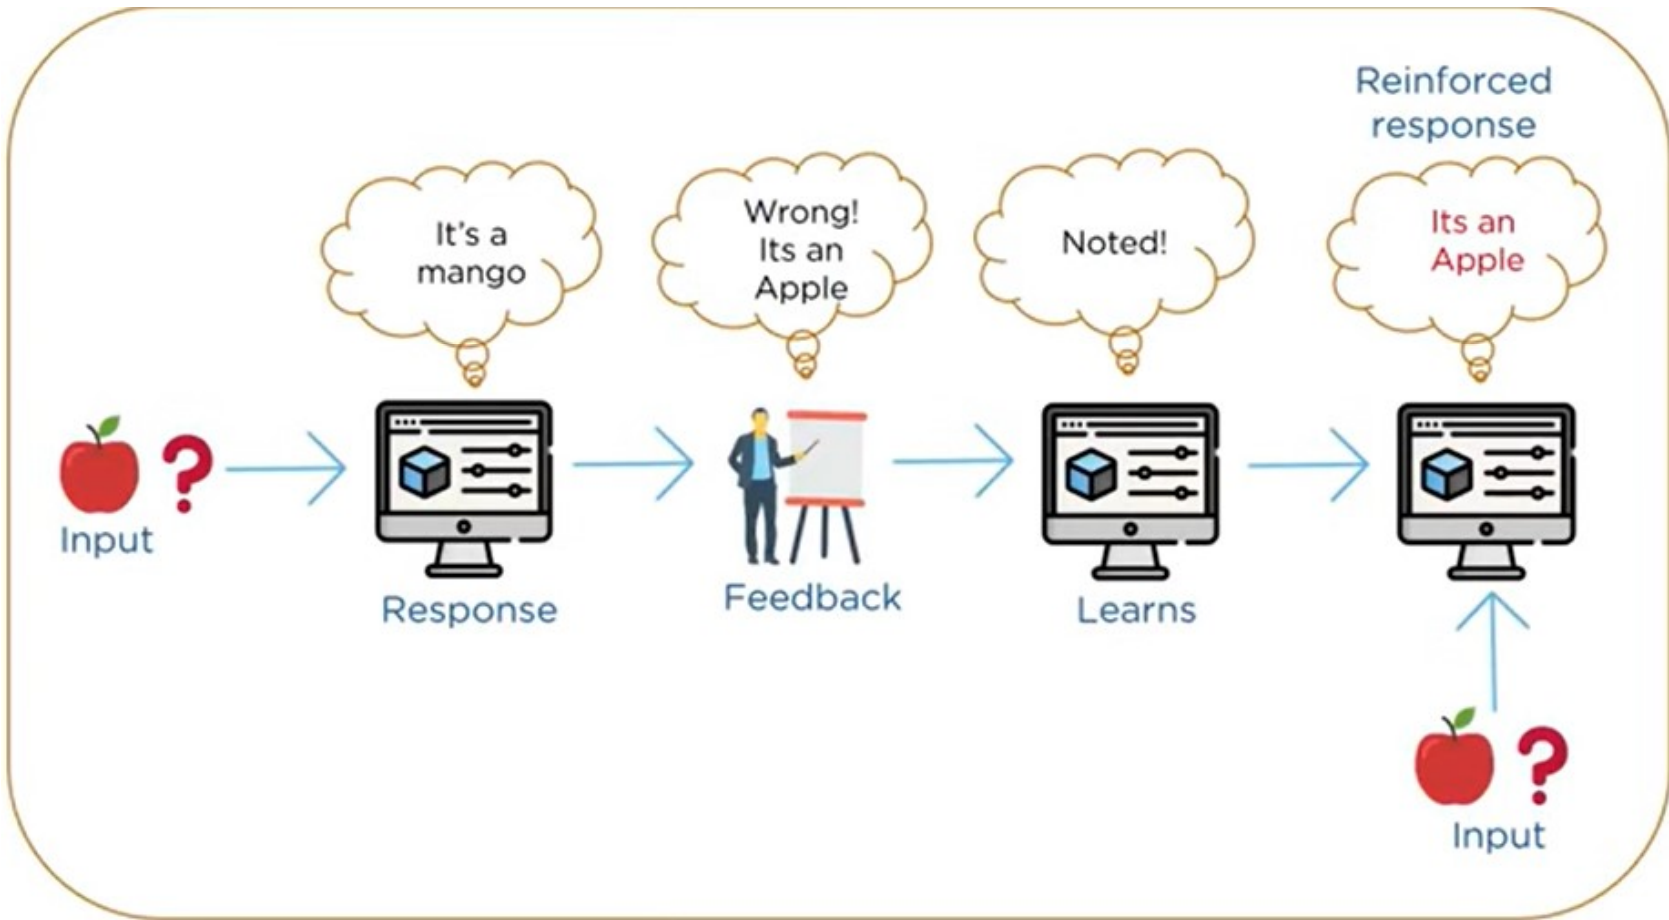 Reinforced
response
It's a
mango
Wrong!
Its an
Apple
Noted!
Its an
Apple
?
Input
Response
Feedback
Learns
?
Input